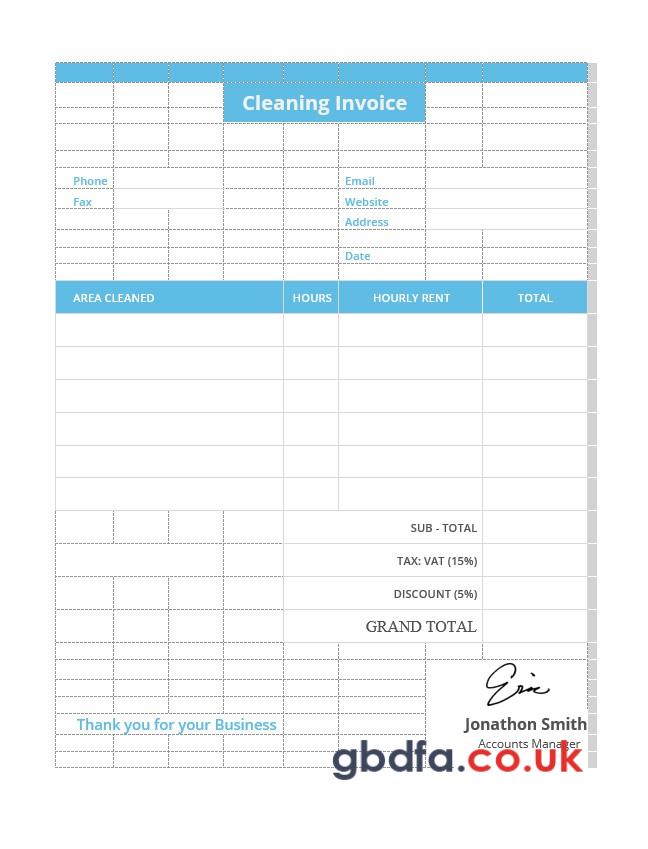 Cleaning Invoice
Phone Email
Fax Website
Address
Date
AREA CLEANED HOURS HOURLY RENT TOTAL
SUB - TOTAL
TAX: VAT (15%)
DISCOUNT (5%)
GRAND TOTAL
Eric
Thank you for your Business Jonathon Smith
Accounts Manager
gbdfa.co.uk